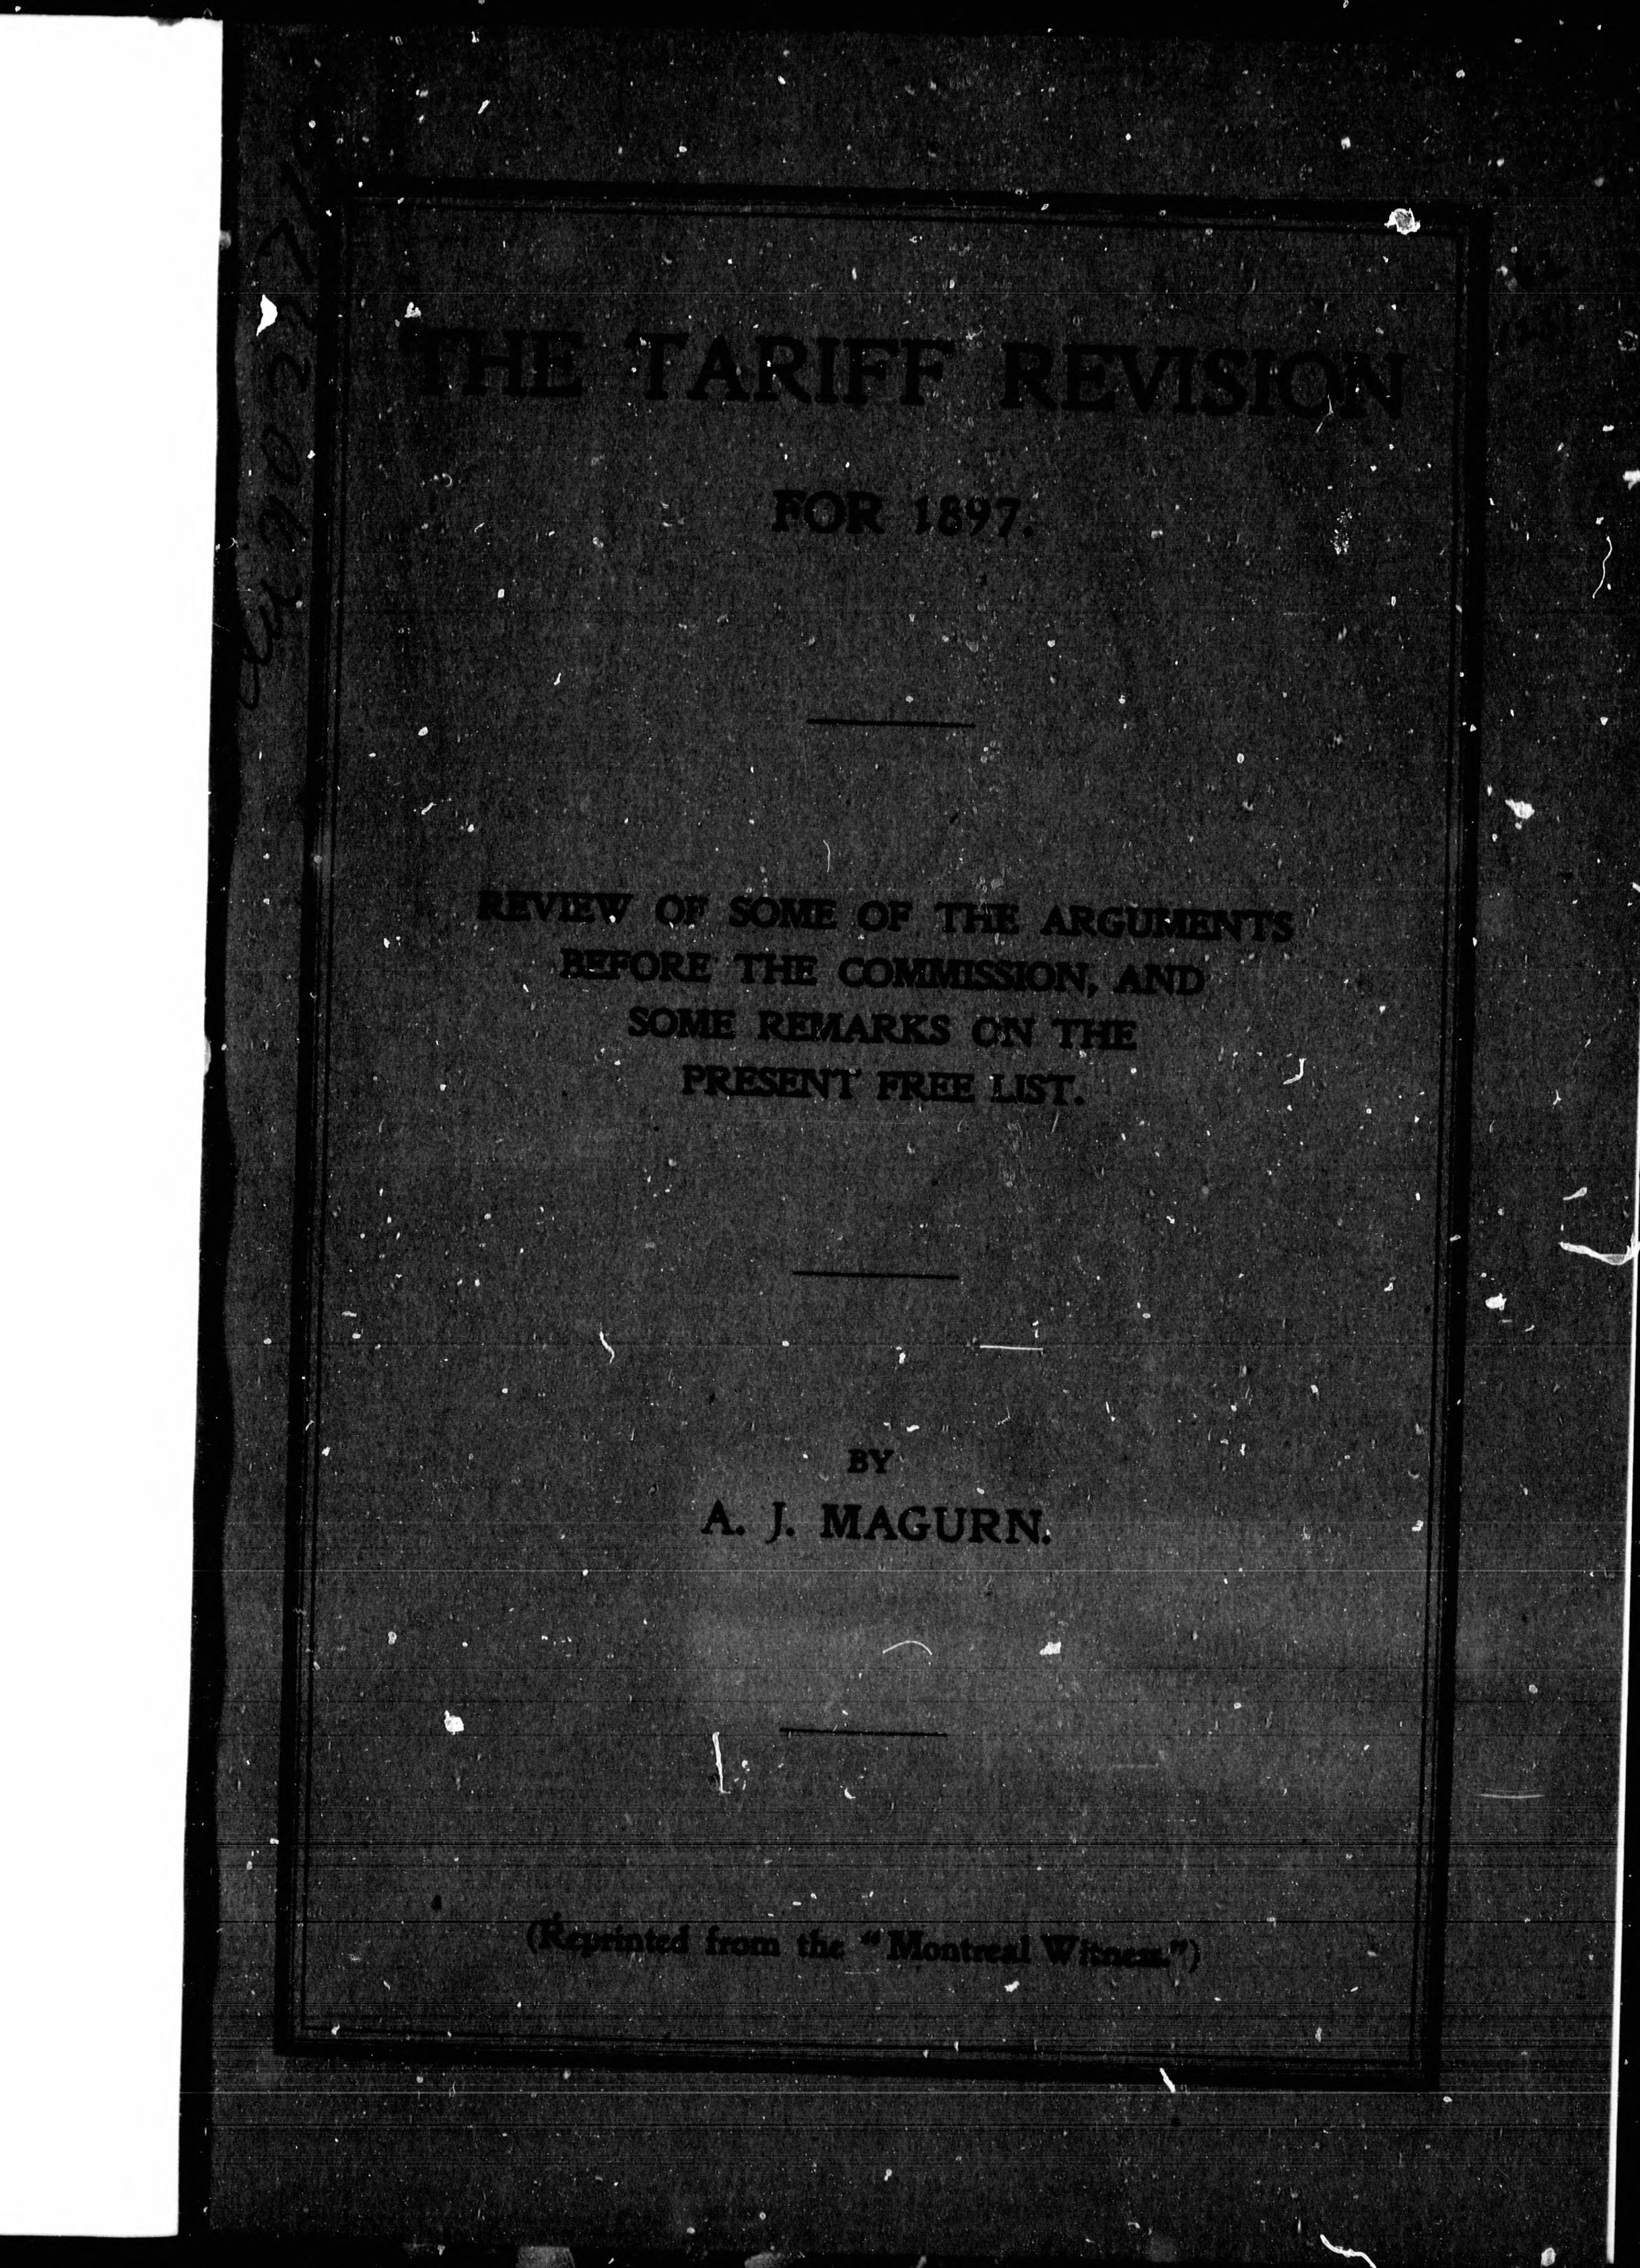 THE TARIFF REVISION
FOR 1897.
REVIEW OF SOME OF THE ARGUMENTS
BEFORE THE COMMISSION, AND
SOME REMARKS ON THE
PRESENT FREE LIST.
BY
A. J. MAGURN.
(Reprinted from the "Montreal Witness.")